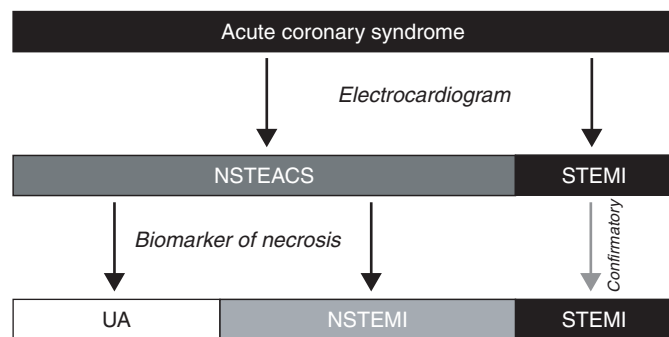 Acute coronary syndrome
Electrocardiogram
NSTEACS
STEMI
Biomarker of necrosis
Confirmatory
UA
NSTEMI
STEMI